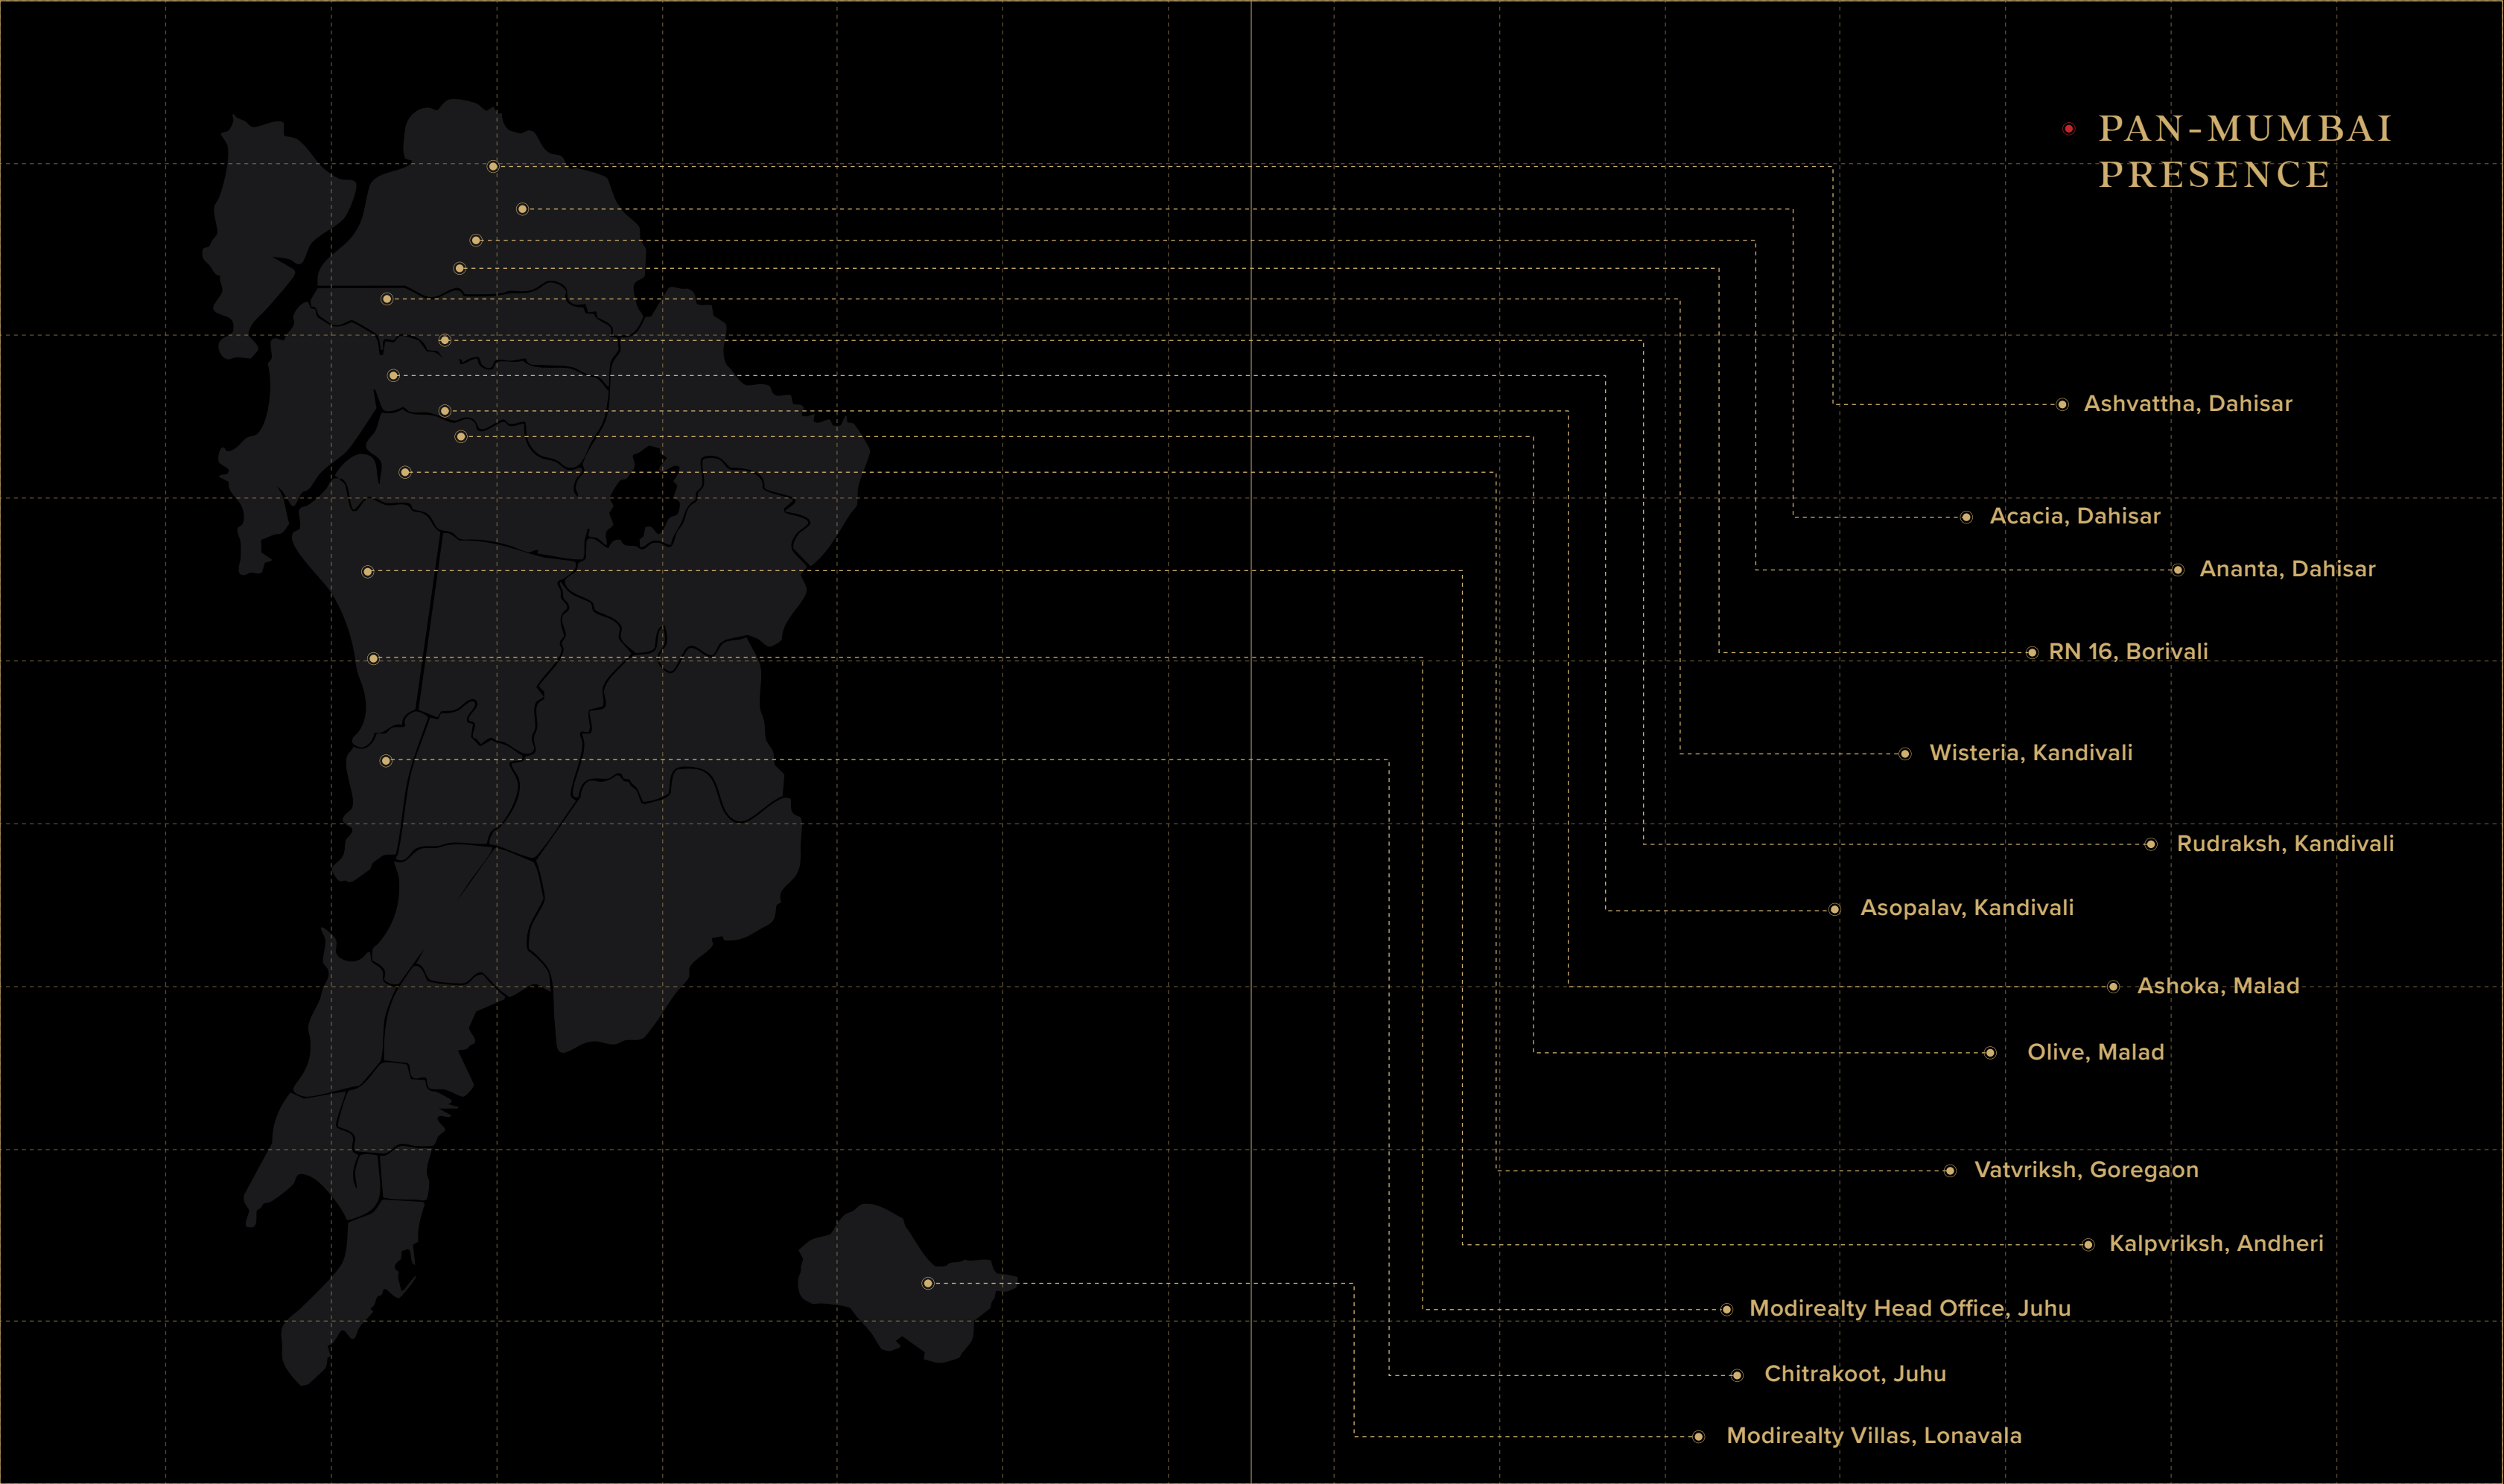 PAN-MUMBAI
PRESENCE
Ashvattha, Dahisar
Acacia, Dahisar
Ananta, Dahisar
RN 16, Borivali
Wisteria, Kandivali
Rudraksh, Kandivali
Asopalav, Kandivali
Ashoka, Malad
Olive, Malad
Vatvriksh, Goregaon
Kalpvriksh, Andheri
Modirealty Head Office, Juhu
Chitrakoot, Juhu
Modirealty Villas, Lonavala